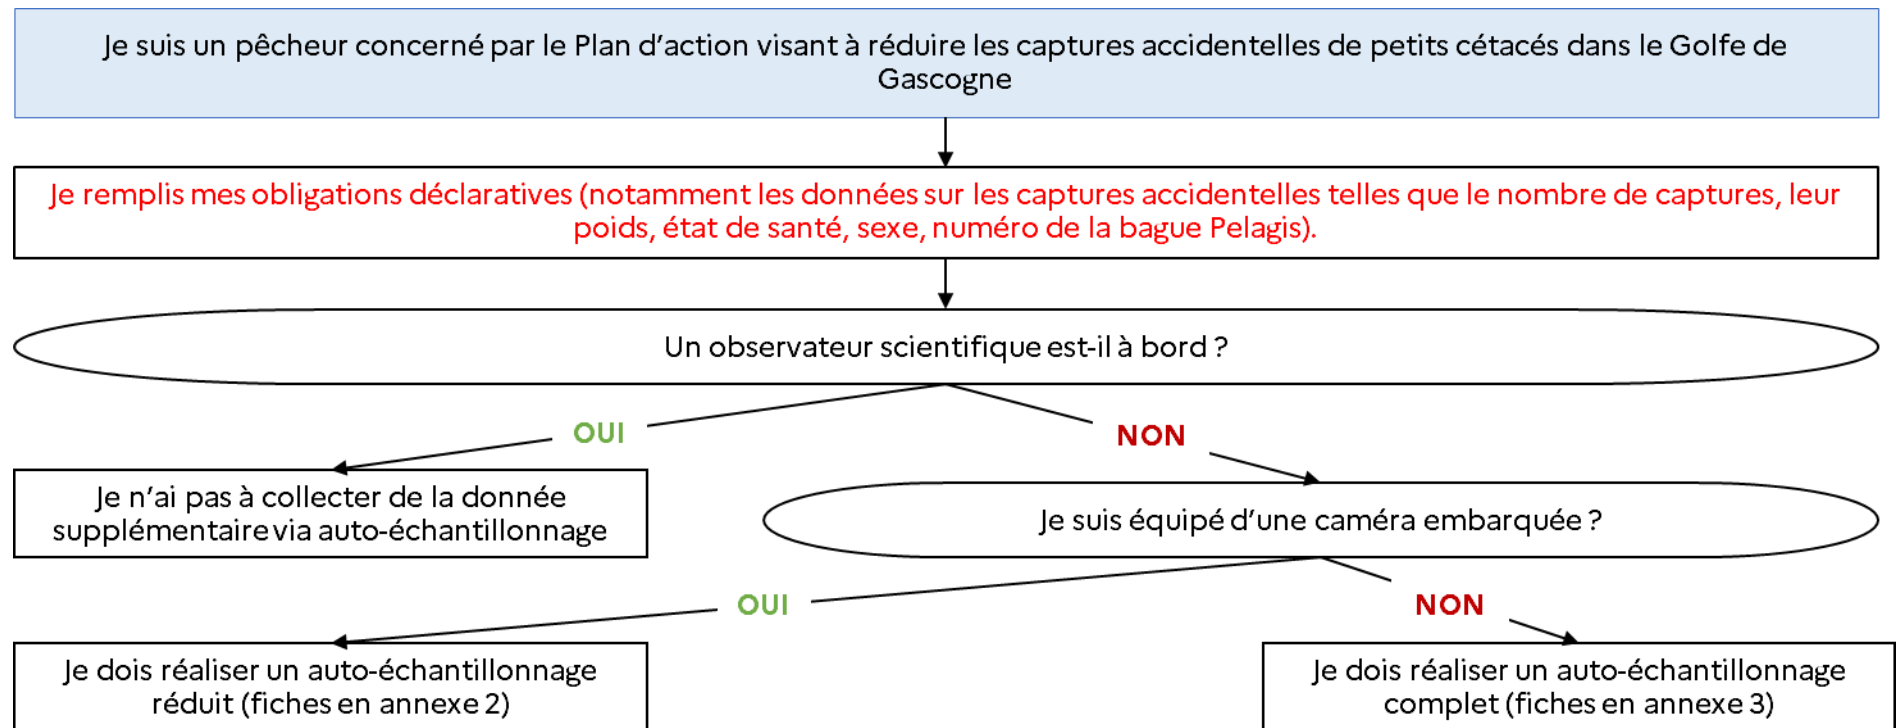 Je suis un pêcheur concerné par le Plan d'action visant à réduire les captures accidentelles de petits cétacés dans le Golfe de
Gascogne
Je remplis mes obligations déclaratives (notamment les données sur les captures accidentelles telles que le nombre de captures, leur
poids, état de santé, sexe, numéro de la bague Pelagis).
Un observateur scientifique est-il à bord ?
OUI
NON
Je n'ai pas à collecter de la donnée
supplémentaire via auto-échantillonnage
Je suis équipé d'une caméra embarquée ?
OUI
NON
Je dois réaliser un auto-échantillonnage
réduit (fiches en annexe 2)
Je dois réaliser un auto-échantillonnage
complet (fiches en annexe 3)